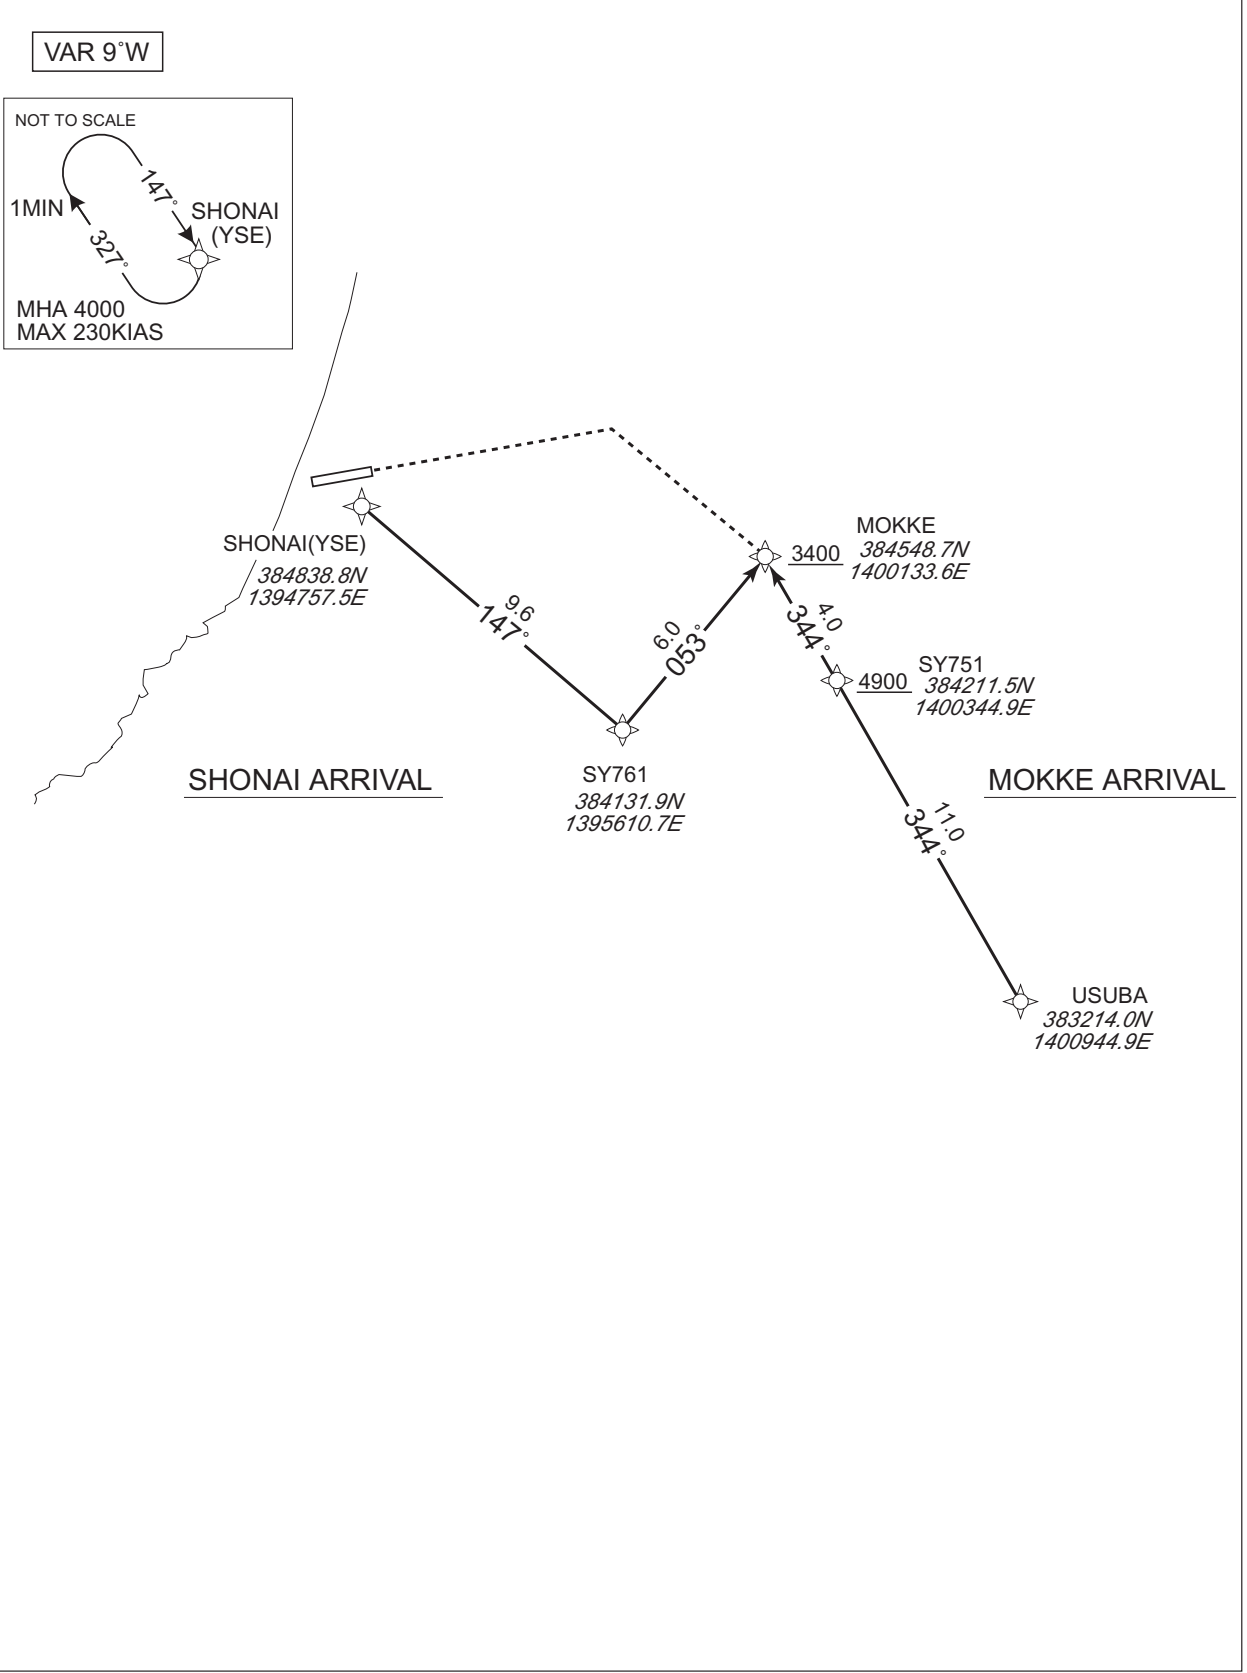 VAR 9°W
NOT TO SCALE
147°
1MIN
SHONAI
(YSE)
327°
MHA 4000
MAX 230KIAS
SHONAI(YSE)
384838.8N
1394757.5E
9.6
147°
6.0
053°
MOKKE
3400 384548.7N
1400133.6E
4.0
344°
SY751
4900 384211.5N
1400344.9E
SHONAI ARRIVAL
SY761
384131.9N
1395610.7E
MOKKE ARRIVAL
11.0
344°
USUBA
383214.0N
1400944.9E